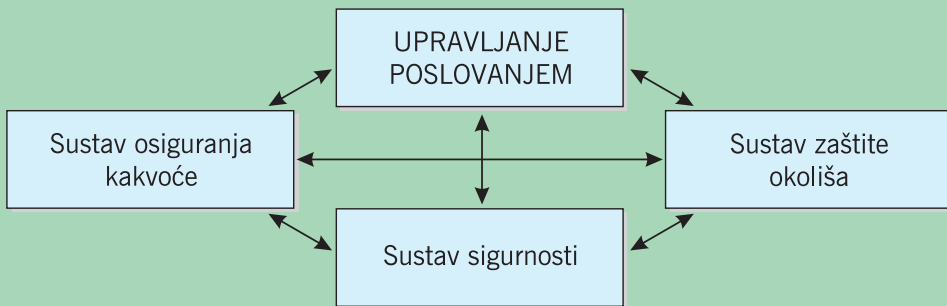 UPRAVLJANJE
POSLOVANJEM
Sustav osiguranja
kakvoće
Sustav zaštite
okoliša
Sustav sigurnosti